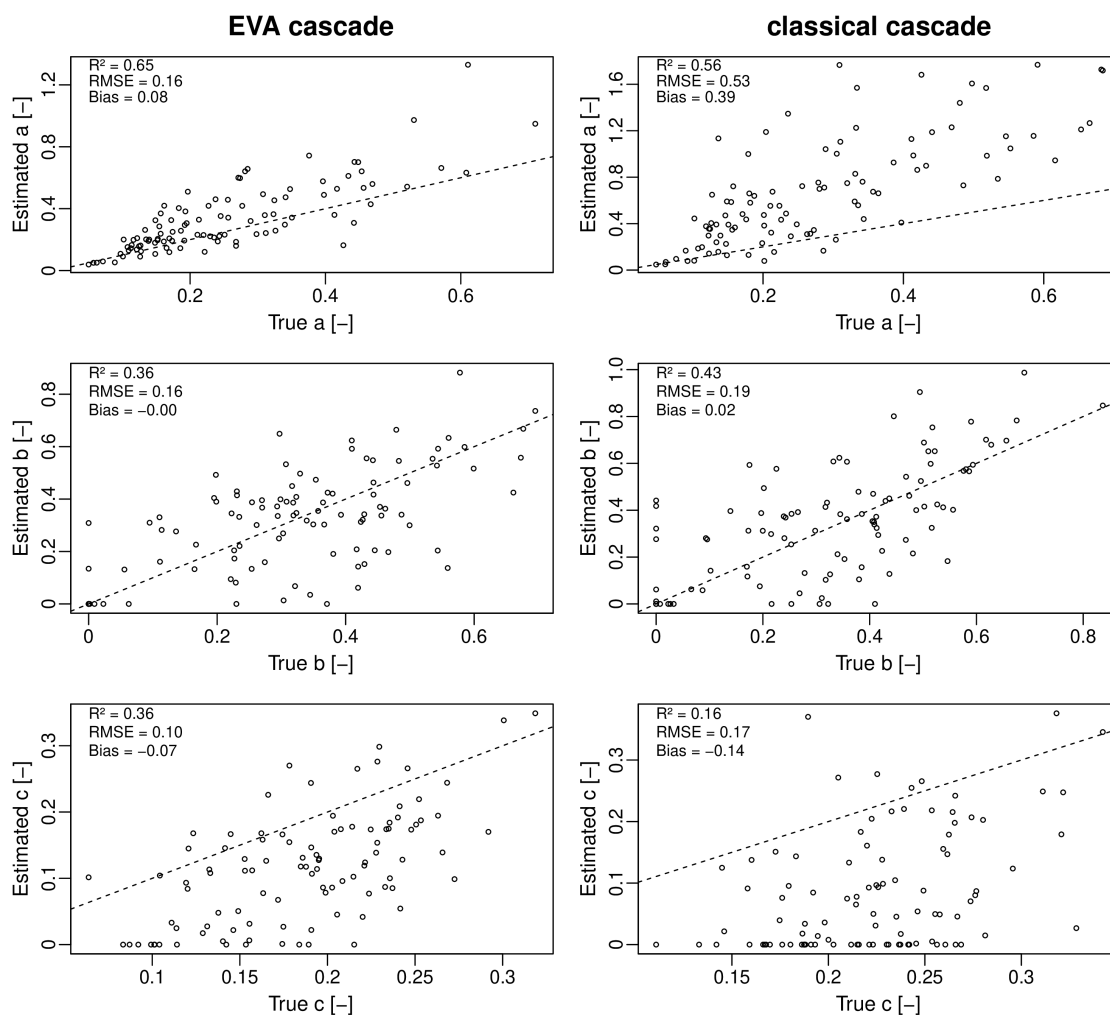 EVA cascade
R² = 0.65
RMSE = 0.16
Bias = 0.08
Estimated a [−]
0 0.4 0.8 1.2
0.2 0.4 0.6
True a [−]
classical cascade
R² = 0.56
RMSE = 0.53
Bias = 0.39
Estimated a [−]
0 0.4 0.8 1.2 1.6
0.2 0.4 0.6
True a [−]
R² = 0.36
RMSE = 0.16
Bias = −0.00
Estimated b [−]
0 0.2 0.4 0.6 0.8
0 0.2 0.4 0.6
True b [−]
R² = 0.43
RMSE = 0.19
Bias = 0.02
Estimated b [−]
0 0.2 0.4 0.6 0.8 1.0
0 0.2 0.4 0.6 0.8
True b [−]
R² = 0.36
RMSE = 0.10
Bias = −0.07
Estimated c [−]
0 0.1 0.2 0.3
0.1 0.15 0.2 0.25 0.3
True c [−]
R² = 0.16
RMSE = 0.17
Bias = −0.14
Estimated c [−]
0 0.1 0.2 0.3
0.15 0.2 0.25 0.3
True c [−]